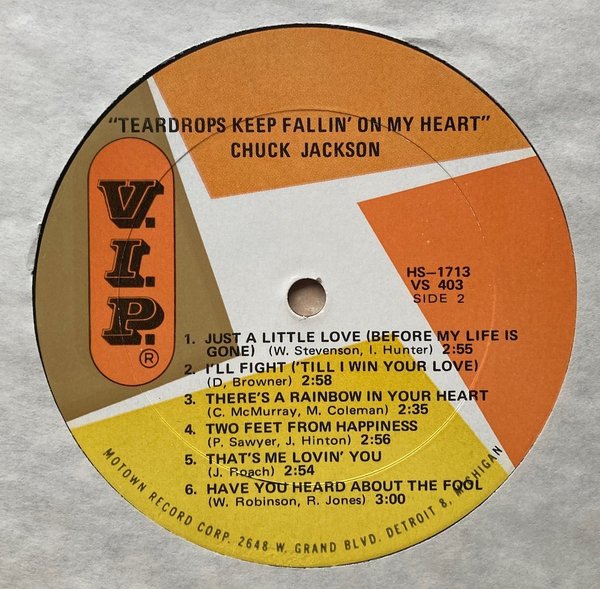 "TEARDROPS KEEP FALLIN' ON MY HEART"
CHUCK JACKSON
V.I.P.®
HS-1713
VS 403
SIDE 2
1. JUST A LITTLE LOVE (BEFORE MY LIFE IS
GONE) (W. Stevenson, I. Hunter) 2:55
2. I'LL FIGHT ('TILL I WIN YOUR LOVE)
(D, Browner) 2:58
3. THERE'S A RAINBOW IN YOUR HEART
(C. McMurray, M. Coleman) 2:35
4. TWO FEET FROM HAPPINESS
(P. Sawyer, J. Hinton) 2:56
5. THAT'S ME LOVIN' YOU
(J. Roach) 2:54
6. HAVE YOU HEARD ABOUT THE FOOL
(W. Robinson, R. Jones) 3:00
MOTOWN RECORD CORP. 2648 W. GRAND BLVD. DETROIT 8, MICHIGAN